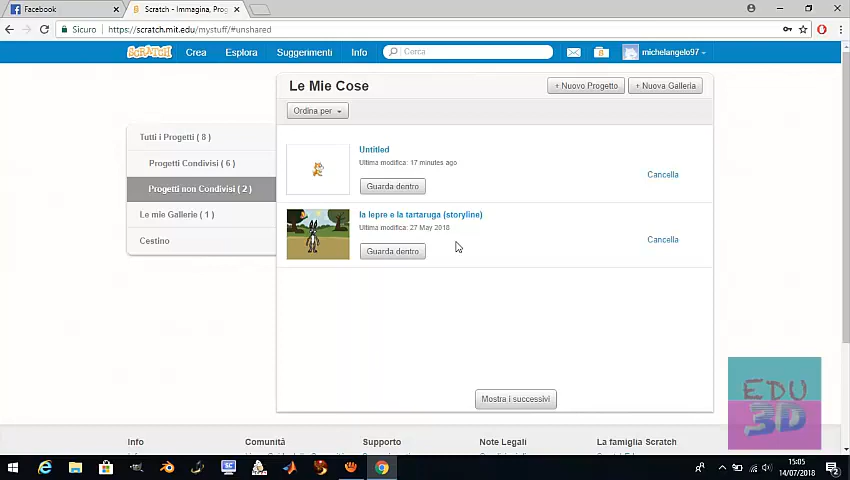 Facebook
Scratch - Immagina, Prog
Sicuro
https://scratch.mit.edu/mystuff/#unshared
SCRATCH
Crea
Esplora
Suggerimenti
Info
Cerca
8
michelangelo97
Le Mie Cose
+ Nuovo Progetto
+ Nuova Galleria
Ordina per
Tutti i Progetti ( 8 )
Progetti Condivisi ( 6 )
Progetti non Condivisi ( 2 )
Le mie Gallerie ( 1 )
Cestino
Untitled
Ultima modifica: 17 minutes ago
Guarda dentro
Cancella
la lepre e la tartaruga (storyline)
Ultima modifica: 27 May 2018
Guarda dentro
Cancella
Mostra i successivi
EDU
3D
Info
Comunità
Supporto
Note Legali
La famiglia Scratch
15:05
14/07/2018